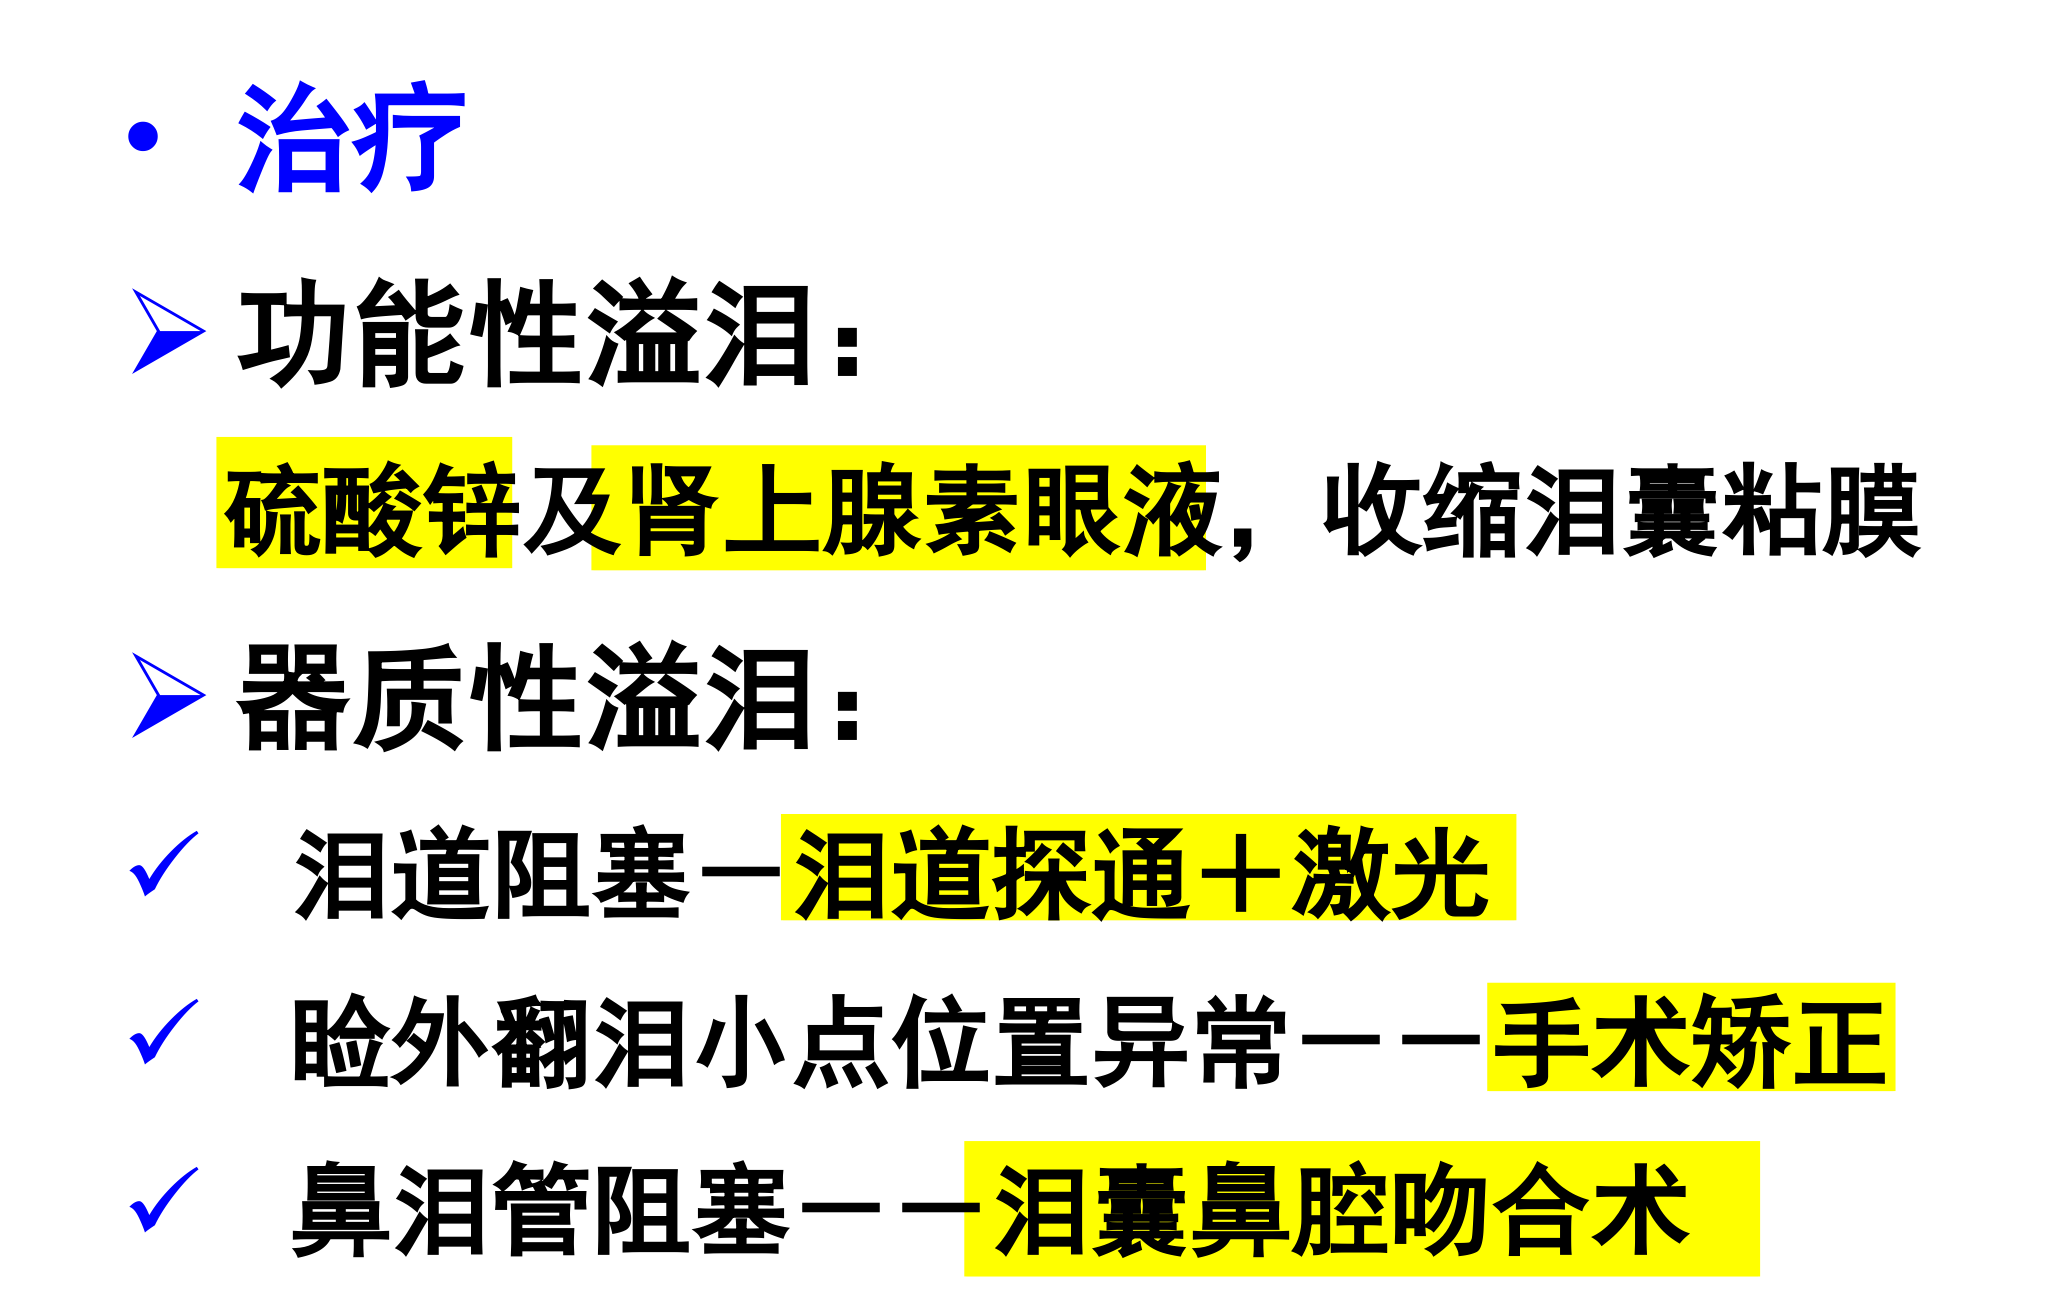 • 治疗
➢ 功能性溢泪：
硫酸锌及肾上腺素眼液，收缩泪囊粘膜
➢ 器质性溢泪：
✓ 泪道阻塞－泪道探通＋激光
✓ 睑外翻泪小点位置异常－－手术矫正
✓ 鼻泪管阻塞－－泪囊鼻腔吻合术